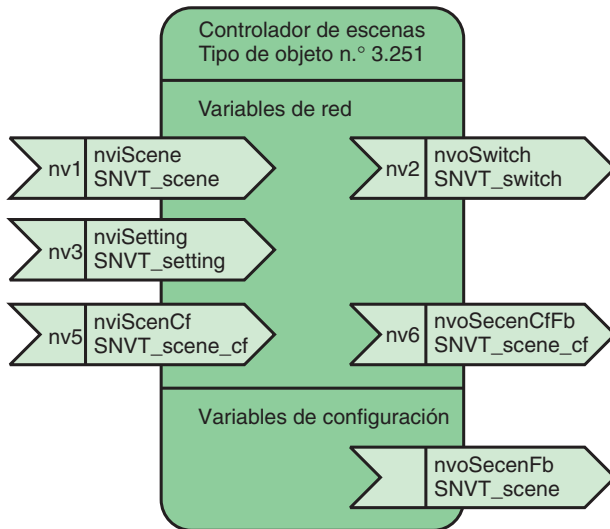 Controlador de escenas
Tipo de objeto n.° 3.251
Variables de red
nv1
nviScene
SNVT_scene
nv2
nvoSwitch
SNVT_switch
nv3
nviSetting
SNVT_setting
nv5
nviScenCf
SNVT_scene_cf
nv6
nvoSecenCfFb
SNVT_scene_cf
Variables de configuración
nvoSecenFb
SNVT_scene